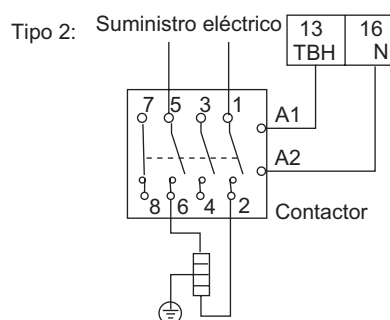 Tipo 2: Suministro eléctrico
13 16
TBH N
7 5 3 1
A1
A2
8 6 4 2
Contactor